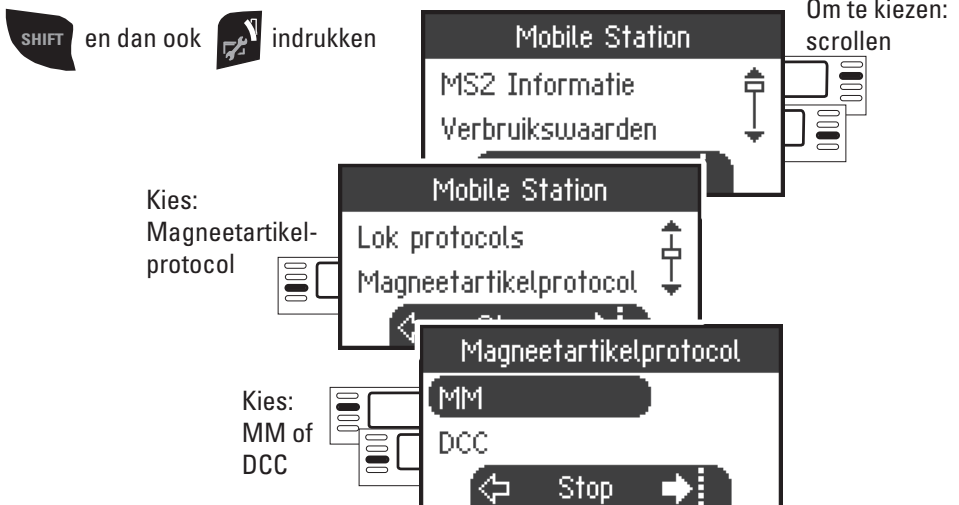 SHIFT en dan ook indrukken
Om te kiezen:
scrollen
Mobile Station
MS2 Informatie
Verbruikswaarden
Kies:
Magneetartikel-
protocol
Mobile Station
Lok protocols
Magneetartikelprotocol
Kies:
MM of
DCC
Magneetartikelprotocol
MM
DCC
Stop